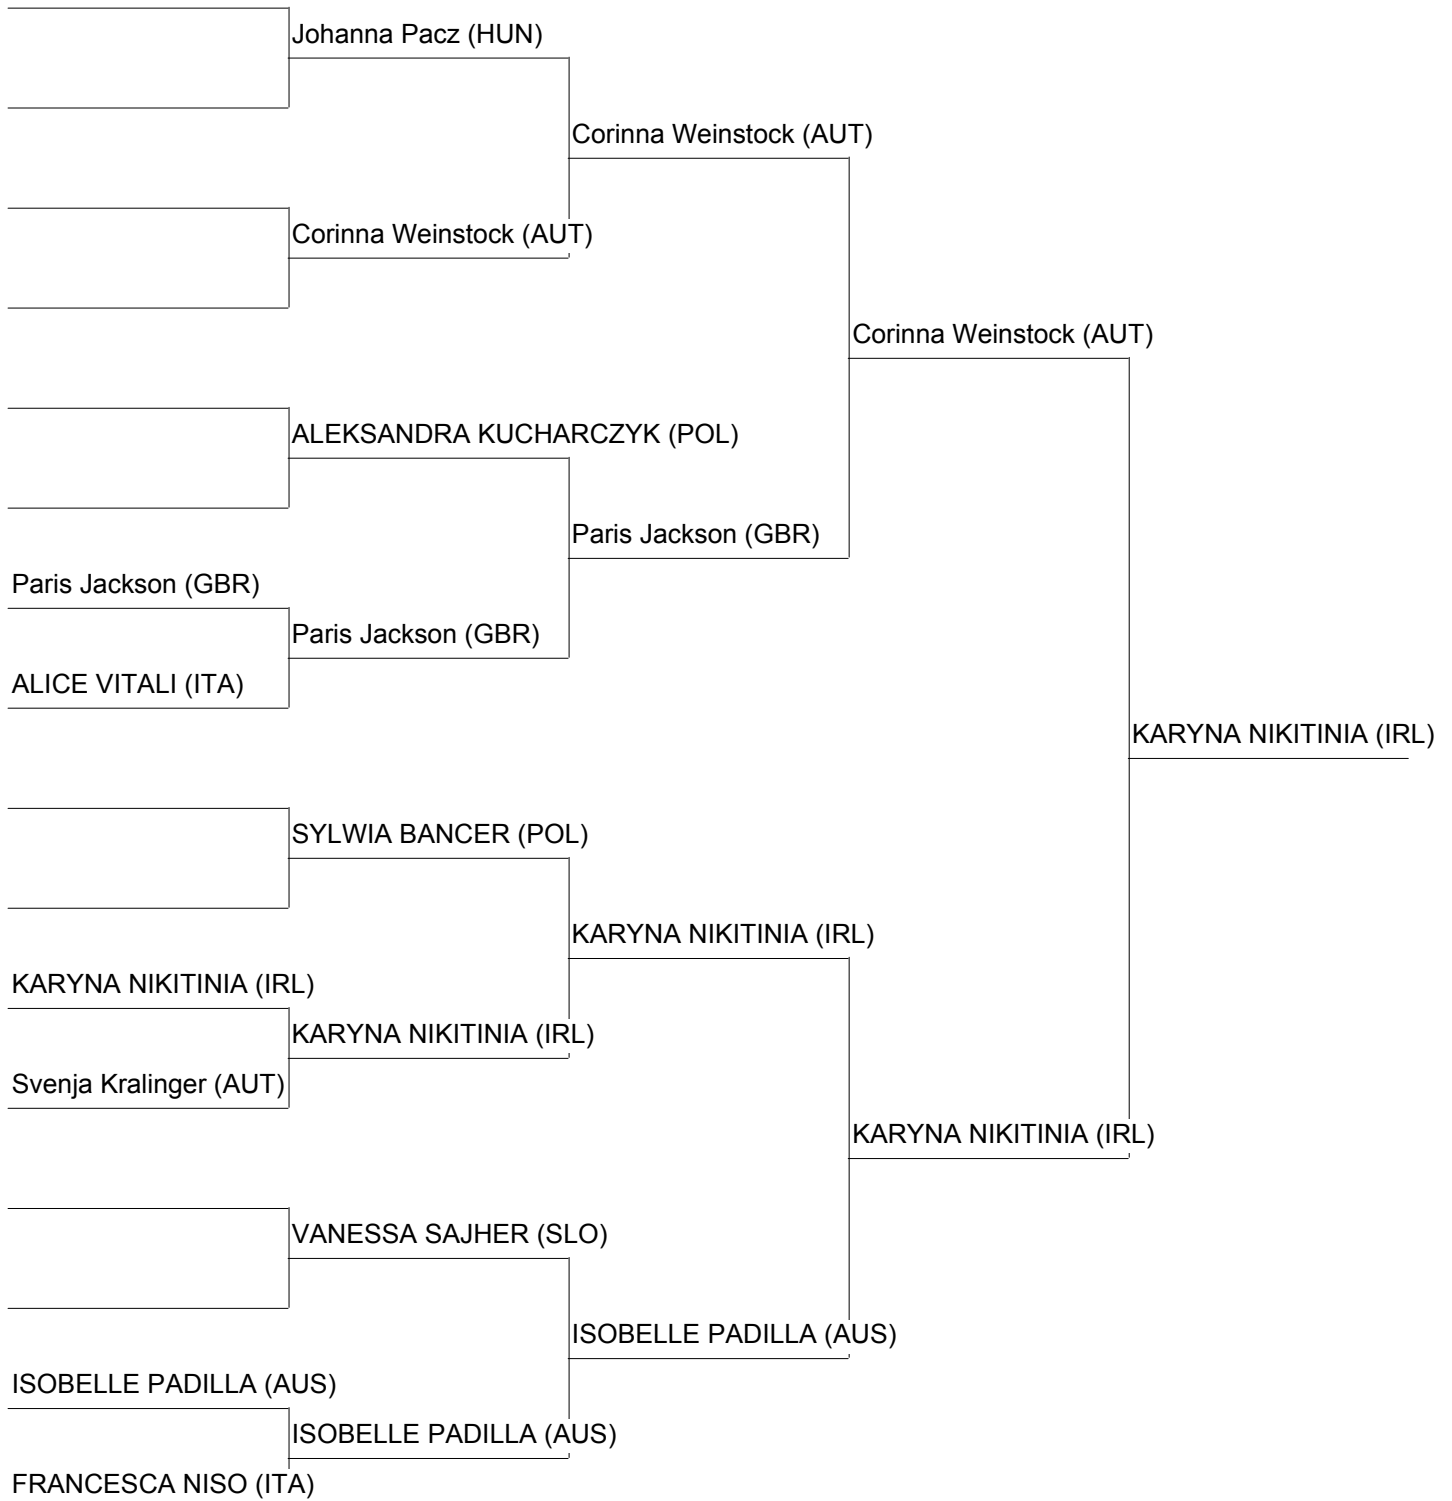 Johanna Pacz (HUN)
Corinna Weinstock (AUT)
Corinna Weinstock (AUT)
Corinna Weinstock (AUT)
ALEKSANDRA KUCHARCZYK (POL)
Paris Jackson (GBR)
Paris Jackson (GBR)
Paris Jackson (GBR)
ALICE VITALI (ITA)
KARYNA NIKITINIA (IRL)
SYLWIA BANCER (POL)
KARYNA NIKITINIA (IRL)
KARYNA NIKITINIA (IRL)
KARYNA NIKITINIA (IRL)
Svenja Kralinger (AUT)
KARYNA NIKITINIA (IRL)
VANESSA SAJHER (SLO)
ISOBELLE PADILLA (AUS)
ISOBELLE PADILLA (AUS)
ISOBELLE PADILLA (AUS)
FRANCESCA NISO (ITA)